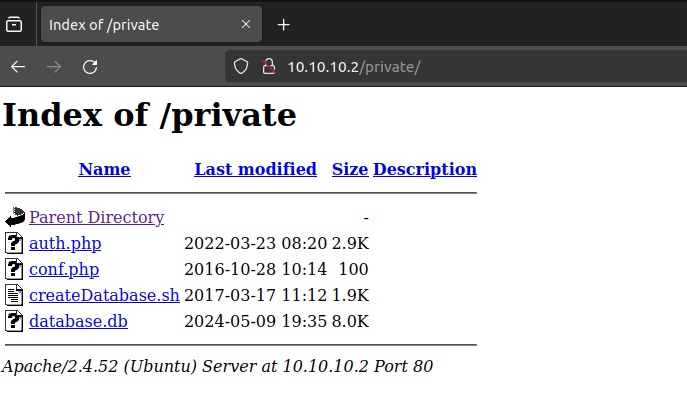 Index of /private
10.10.10.2/private/
Index of /private
Name Last modified Size Description
Parent Directory -
auth.php 2022-03-23 08:20 2.9K
conf.php 2016-10-28 10:14 100
createDatabase.sh 2017-03-17 11:12 1.9K
database.db 2024-05-09 19:35 8.0K
Apache/2.4.52 (Ubuntu) Server at 10.10.10.2 Port 80